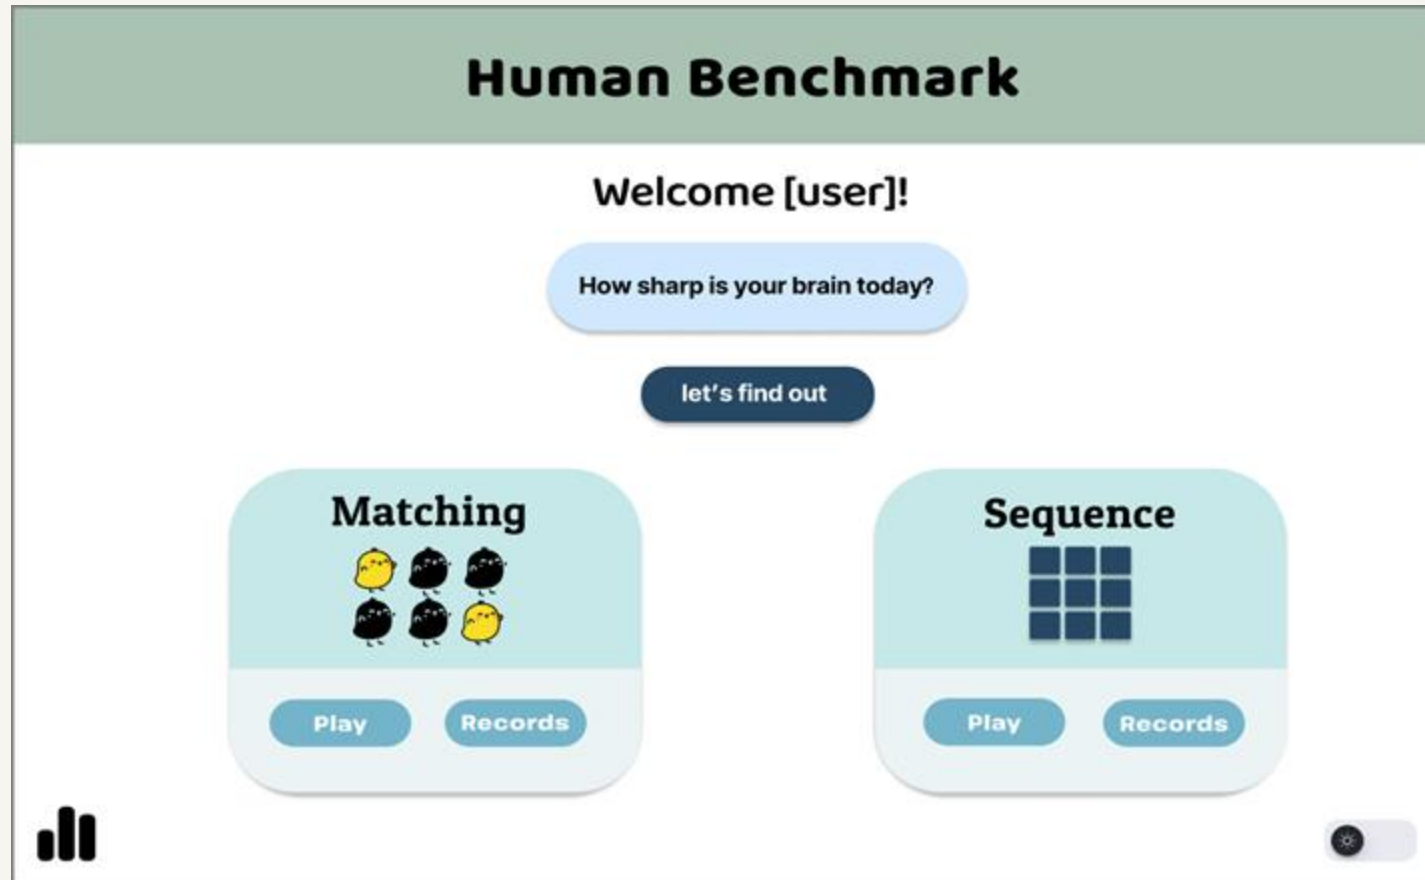 Human Benchmark
Welcome [user]!
How sharp is your brain today?
let's find out
Matching
Play
Records
Sequence
Play
Records